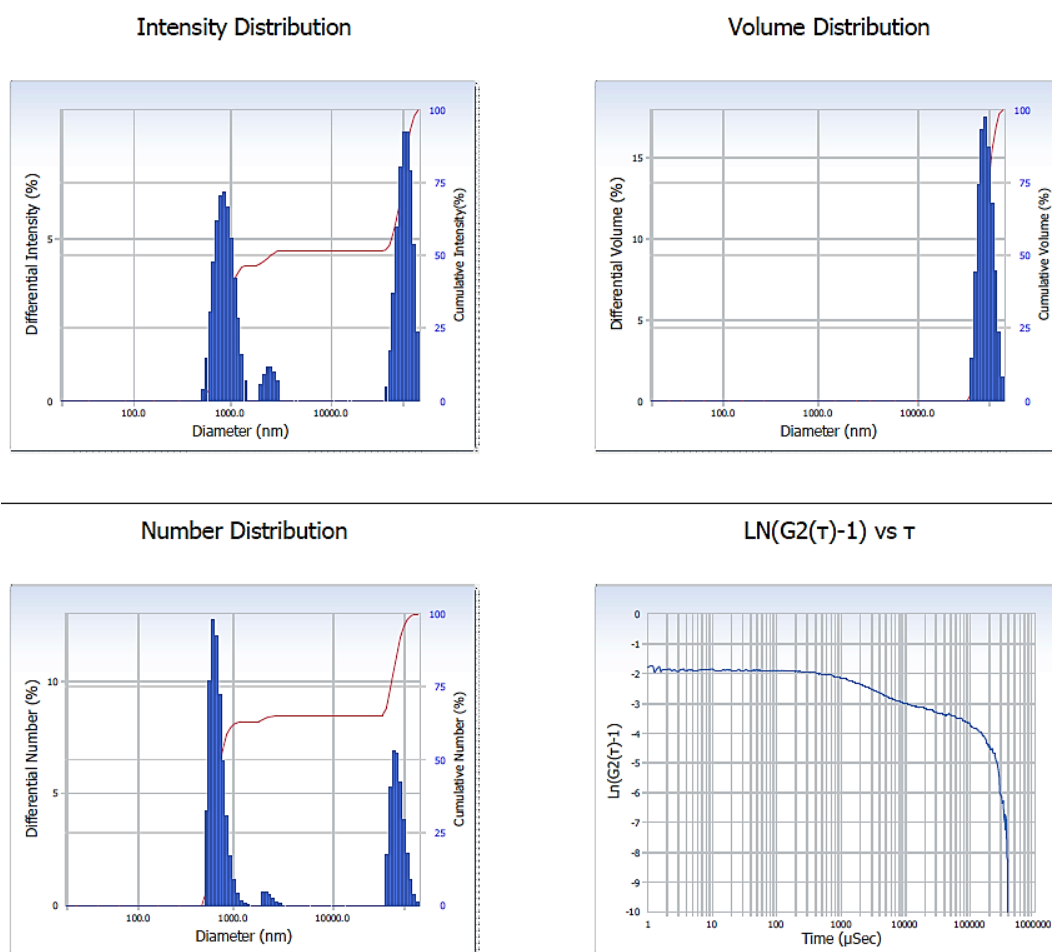 Intensity Distribution
Volume Distribution
Differential Intensity (%)
5
0
100
75
50
25
0
Cumulative Intensity(%)
100.0 1000.0 10000.0
Diameter (nm)
Differential Volume (%)
15
10
5
0
100
75
50
25
0
Cumulative Volume (%)
100.0 1000.0 10000.0
Diameter (nm)
Number Distribution
LN(G2(τ)-1) vs τ
Differential Number (%)
10
5
0
100
75
50
25
0
Cumulative Number (%)
100.0 1000.0 10000.0
Diameter (nm)
Ln(G2(τ)-1)
0
-1
-2
-3
-4
-5
-6
-7
-8
-9
-10
1 10 100 1000 10000 100000 1000000
Time (µSec)